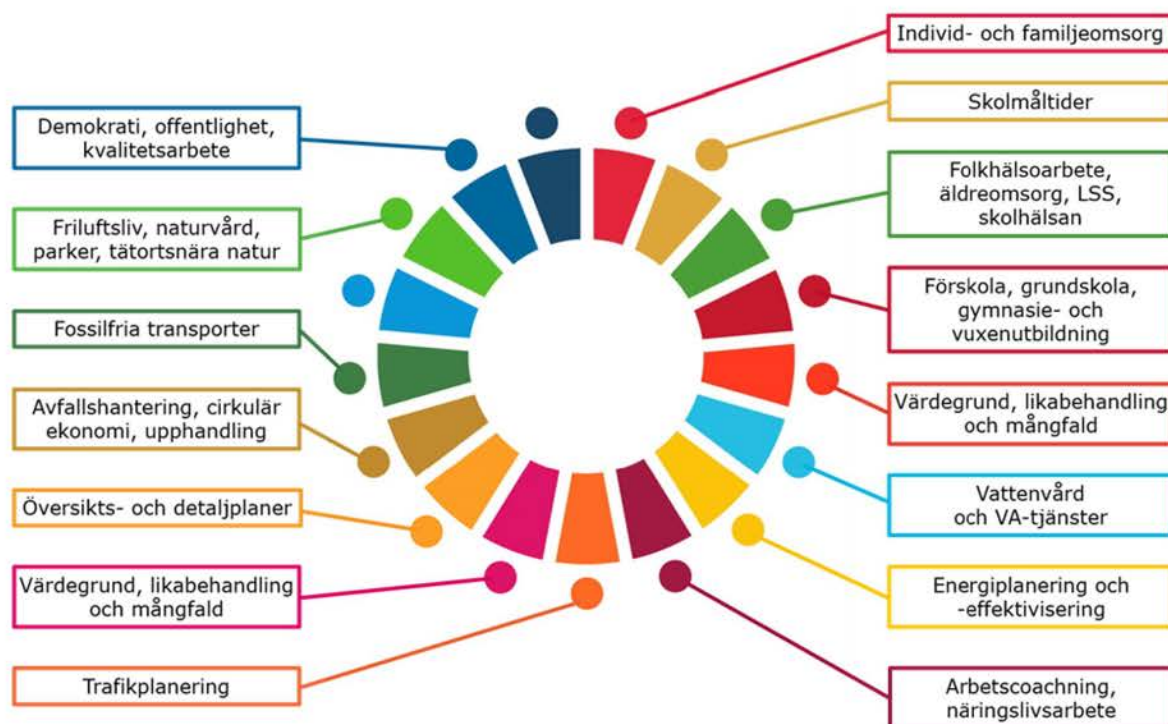 Individ- och familjeomsorg
Skolmåltider
Folkhälsoarbete,
äldreomsorg, LSS,
skolhälsan
Förskola, grundskola,
gymnasie- och
vuxenutbildning
Värdegrund, likabehandling
och mångfald
Vattenvård
och VA-tjänster
Energiplanering och
-effektivisering
Arbetscoachning,
näringslivsarbete
Demokrati, offentlighet,
kvalitetsarbete
Friluftsliv, naturvård,
parker, tätortsnära natur
Fossilfria transporter
Avfallshantering, cirkulär
ekonomi, upphandling
Översikts- och detaljplaner
Värdegrund, likabehandling
och mångfald
Trafikplanering